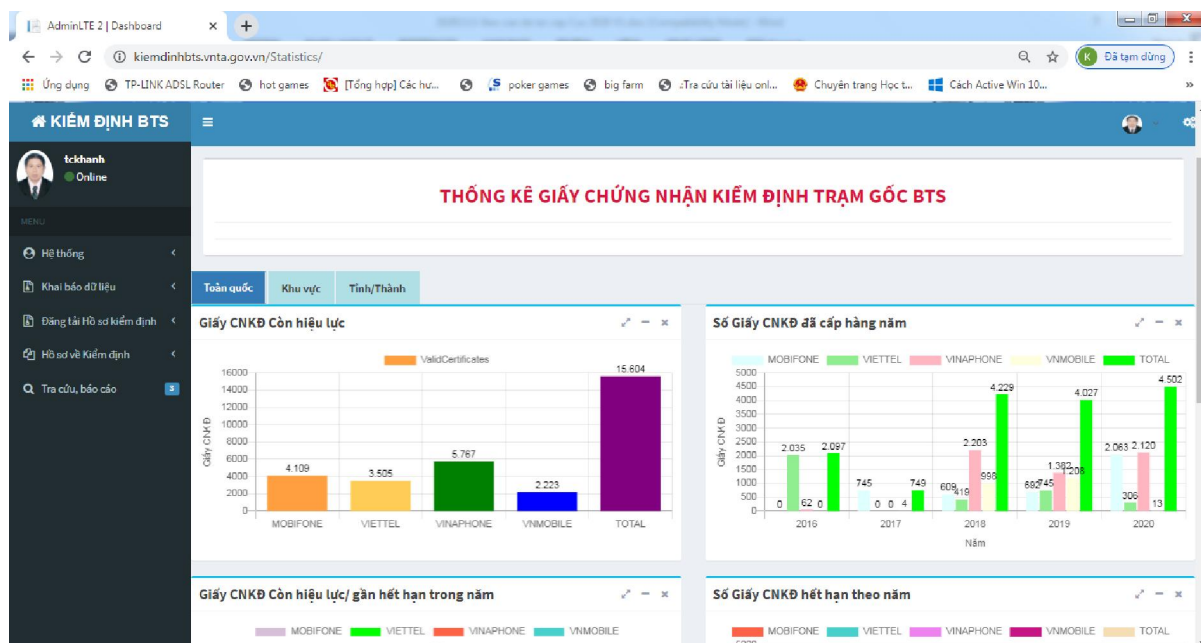 AdminLTE 2 | Dashboard
kiemdinhbts.vnta.gov.vn/Statistics/
K Đã tạm dừng
Ứng dụng TP-LINK ADSL Router hot games [Tổng hợp] Các hư... poker games big farm :Tra cứu tài liệu onl... Chuyên trang Học t... Cách Active Win 10... »
KIỂM ĐỊNH BTS
tckhanh
Online
MENU
Hệ thống
Khai báo dữ liệu
Đăng tải Hồ sơ kiểm định
Hồ sơ về Kiểm định
Tra cứu, báo cáo
THỐNG KÊ GIẤY CHỨNG NHẬN KIỂM ĐỊNH TRẠM GỐC BTS
Toàn quốc Khu vực Tỉnh/Thành
Giấy CNKĐ Còn hiệu lực
ValidCertificates
Giấy CNKĐ
16000
14000
12000
10000
8000
6000
4000
2000
0
4.109 3.505 5.767 2.223 15.604
MOBIFONE VIETTEL VINAPHONE VNMOBILE TOTAL
Số Giấy CNKĐ đã cấp hàng năm
MOBIFONE VIETTEL VINAPHONE VNMOBILE TOTAL
Giấy CNKĐ
5000
4500
4000
3500
3000
2500
2000
1500
1000
500
0
0 2.035 62 0 2.097
745 0 0 4 749
609 419 2.203 998 4.229
692 745 1.382 1.208 4.027
2.063 306 2.120 13 4.502
2016 2017 2018 2019 2020
Năm
Giấy CNKĐ Còn hiệu lực/ gần hết hạn trong năm
MOBIFONE VIETTEL VINAPHONE VNMOBILE
Số Giấy CNKĐ hết hạn theo năm
MOBIFONE VIETTEL VINAPHONE VNMOBILE TOTAL